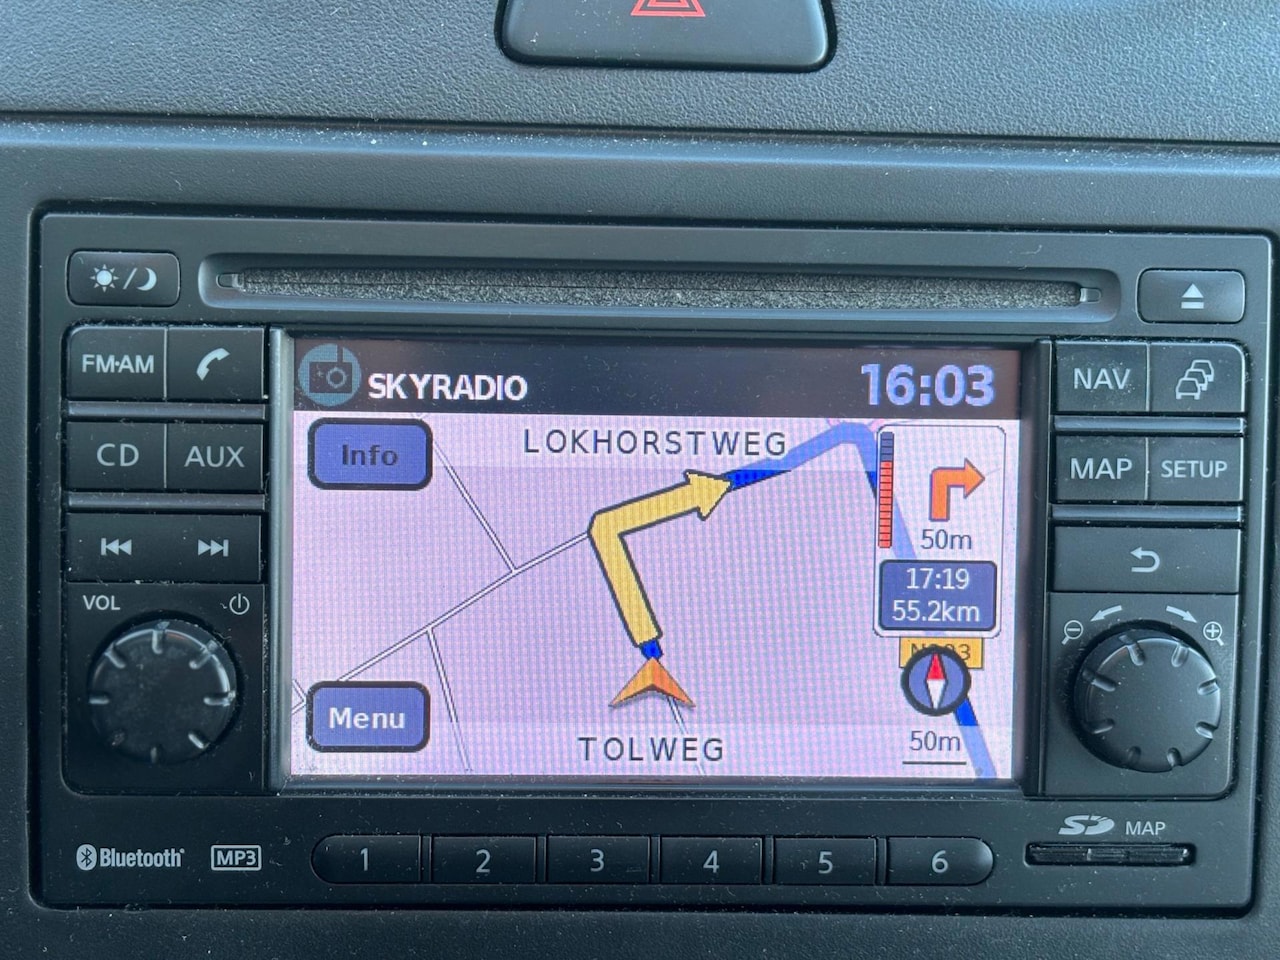 FM·AM
CD
AUX
VOL
SKYRADIO
16:03
Info
LOKHORSTWEG
50m
17:19
55.2km
50m
Menu
TOLWEG
NAV
MAP
SETUP
Bluetooth
MP3
1
2
3
4
5
6
SD
MAP